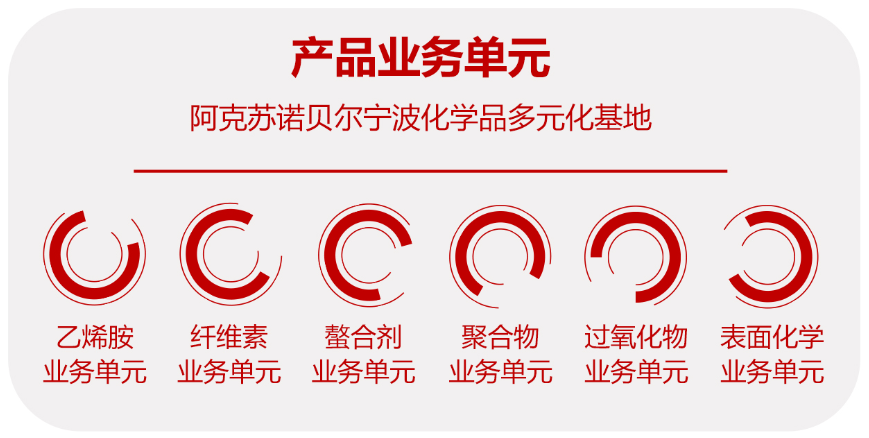 产品业务单元
阿克苏诺贝尔宁波化学品多元化基地
乙烯胺
业务单元
纤维素
业务单元
螯合剂
业务单元
聚合物
业务单元
过氧化物
业务单元
表面化学
业务单元